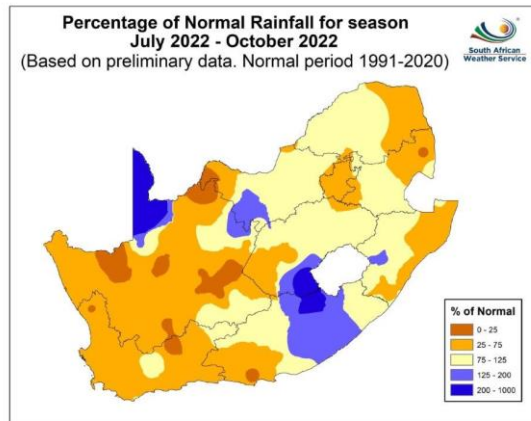 Percentage of Normal Rainfall for season
July 2022 - October 2022
(Based on preliminary data. Normal period 1991-2020)
South African
Weather Service
% of Normal
0 - 25
25 - 75
75 - 125
125 - 200
200 - 1000